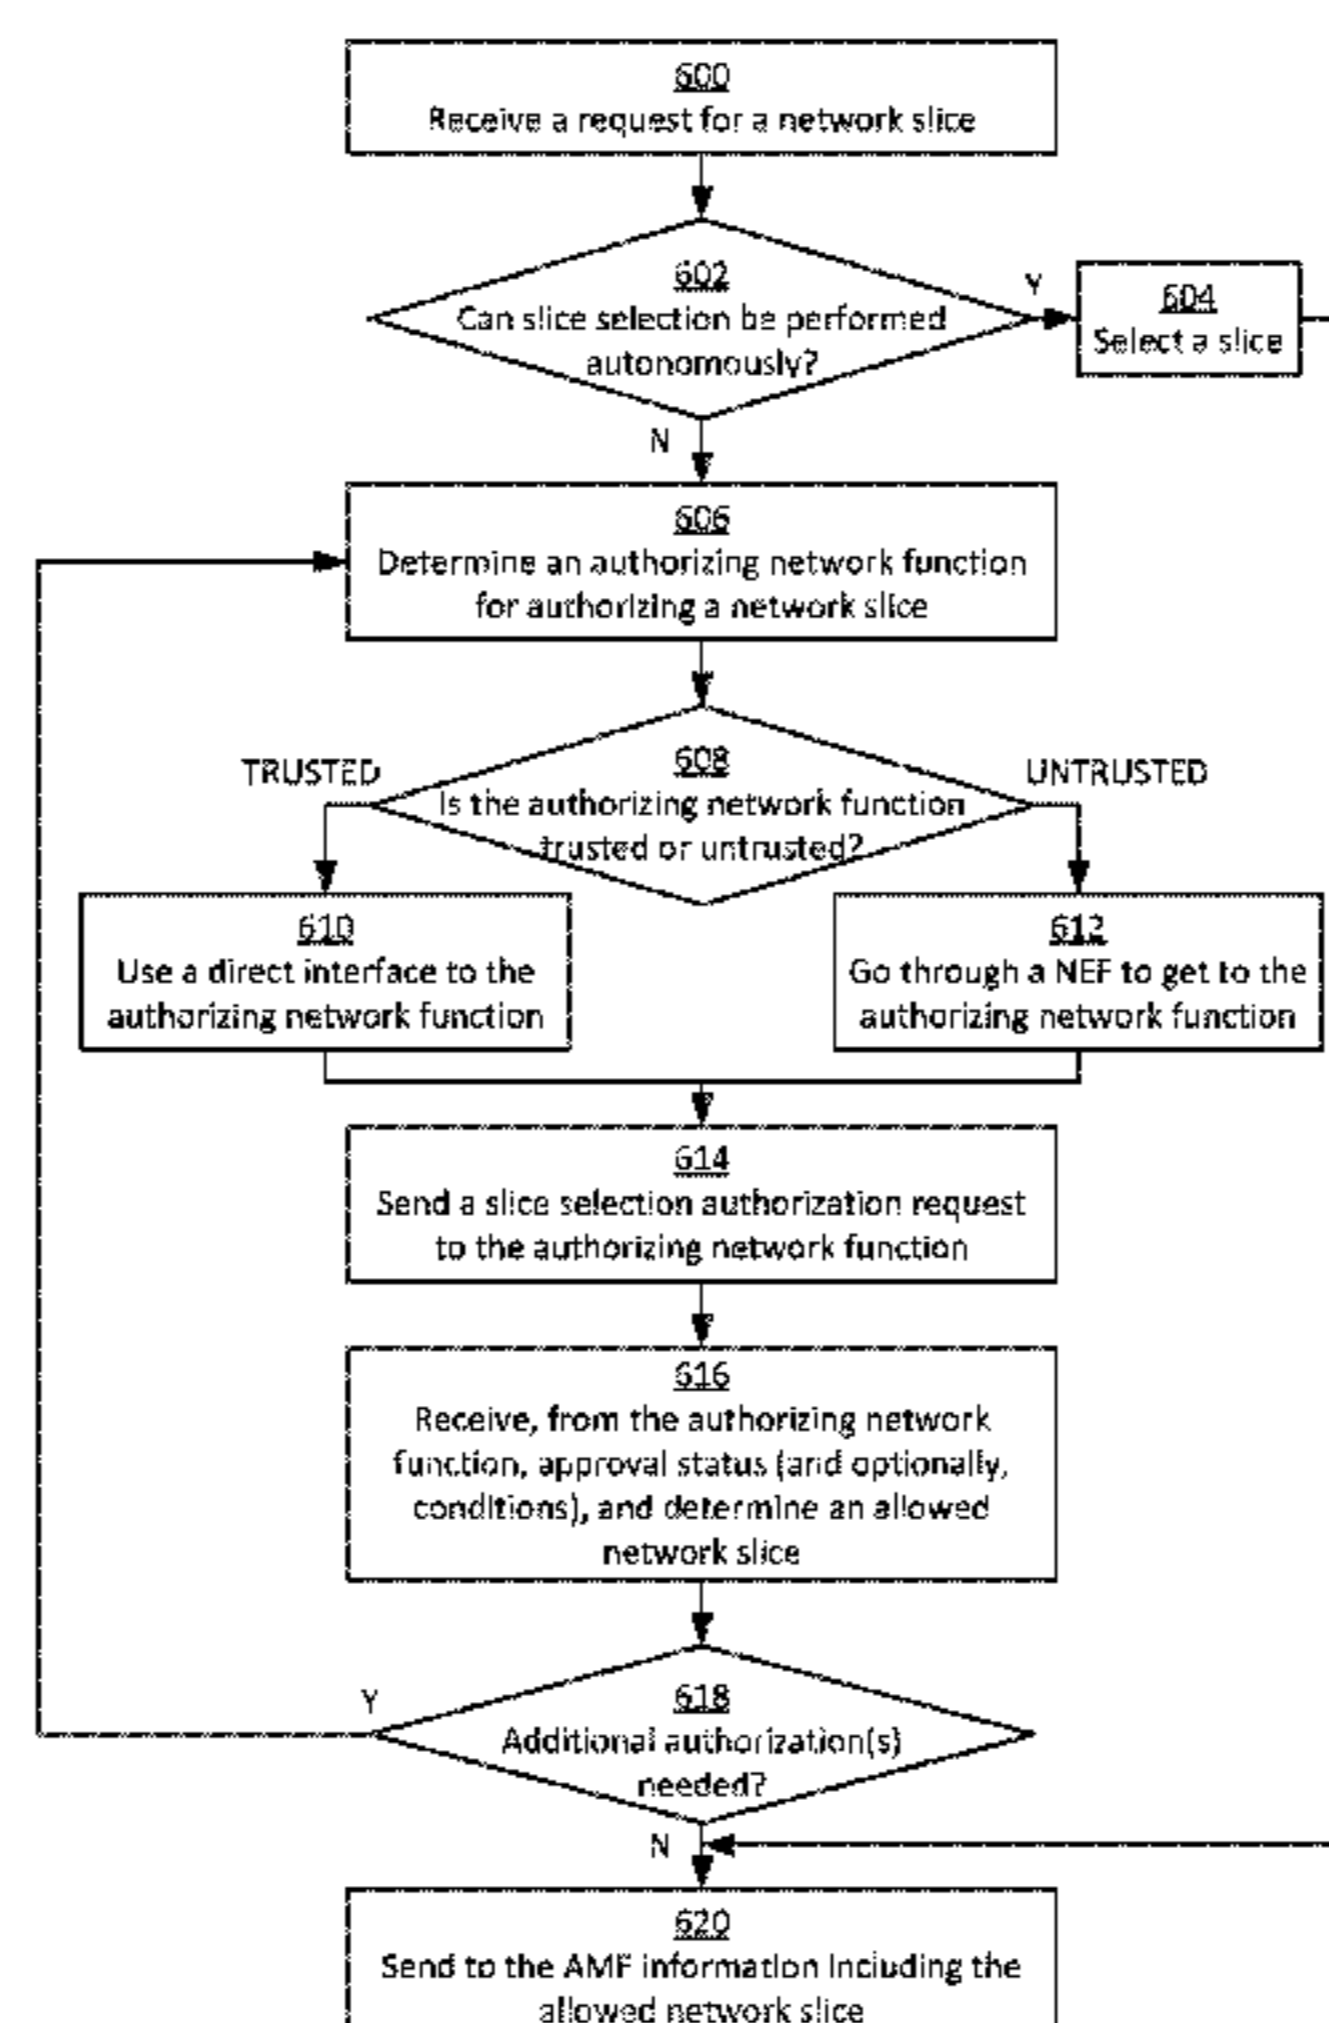 600
Receive a request for a network slice
602
Can slice selection be performed
autonomously?
Y
604
Select a slice
N
606
Determine an authorizing network function
for authorizing a network slice
TRUSTED
608
Is the authorizing network function
trusted or untrusted?
UNTRUSTED
610
Use a direct interface to the
authorizing network function
612
Go through a NEF to get to the
authorizing network function
614
Send a slice selection authorization request
to the authorizing network function
616
Receive, from the authorizing network
function, approval status (and optionally,
conditions), and determine an allowed
network slice
Y
618
Additional authorization(s)
needed?
N
620
Send to the AMF information including the
allowed network slice